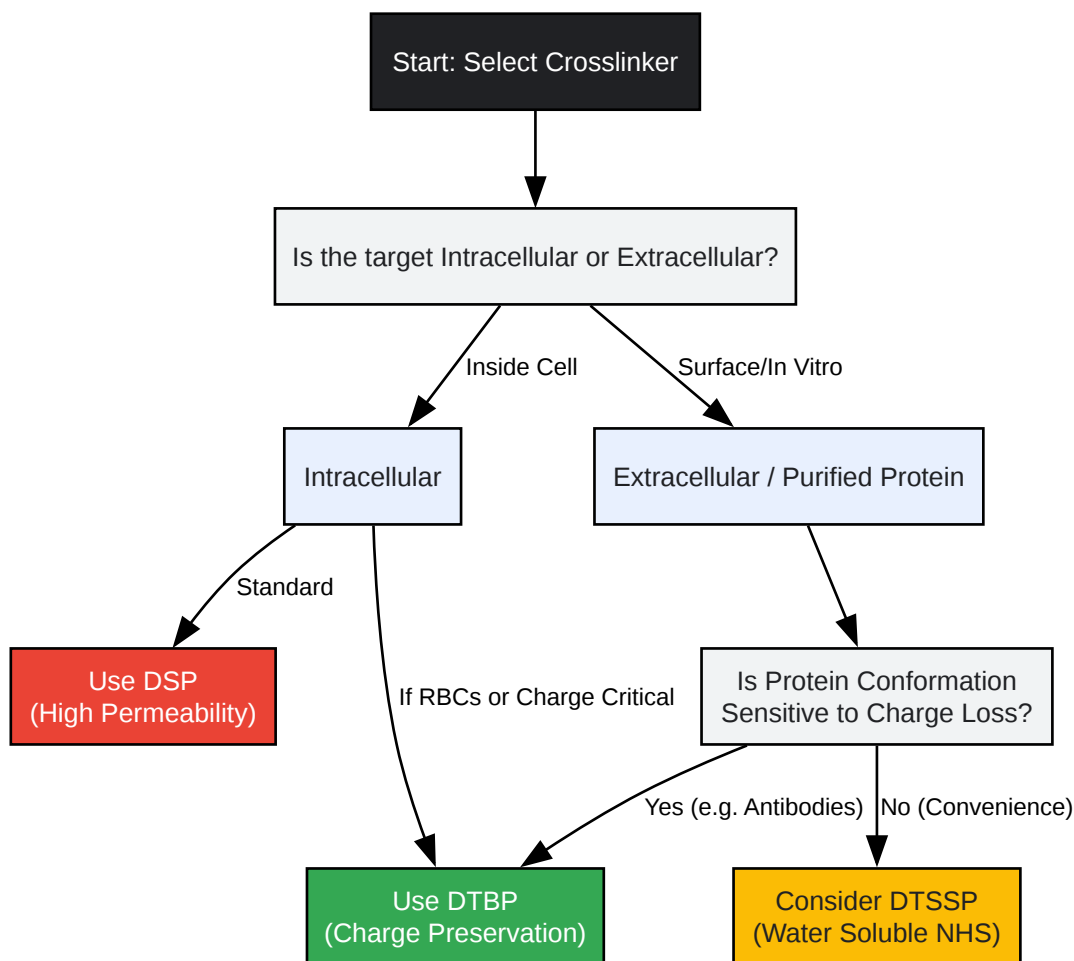 Start: Select Crosslinker
Is the target Intracellular or Extracellular?
Inside Cell
Surface/In Vitro
Intracellular
Extracellular / Purified Protein
Standard
Use DSP
(High Permeability)
If RBCs or Charge Critical
Is Protein Conformation
Sensitive to Charge Loss?
Yes (e.g. Antibodies)
No (Convenience)
Use DTBP
(Charge Preservation)
Consider DTSSP
(Water Soluble NHS)